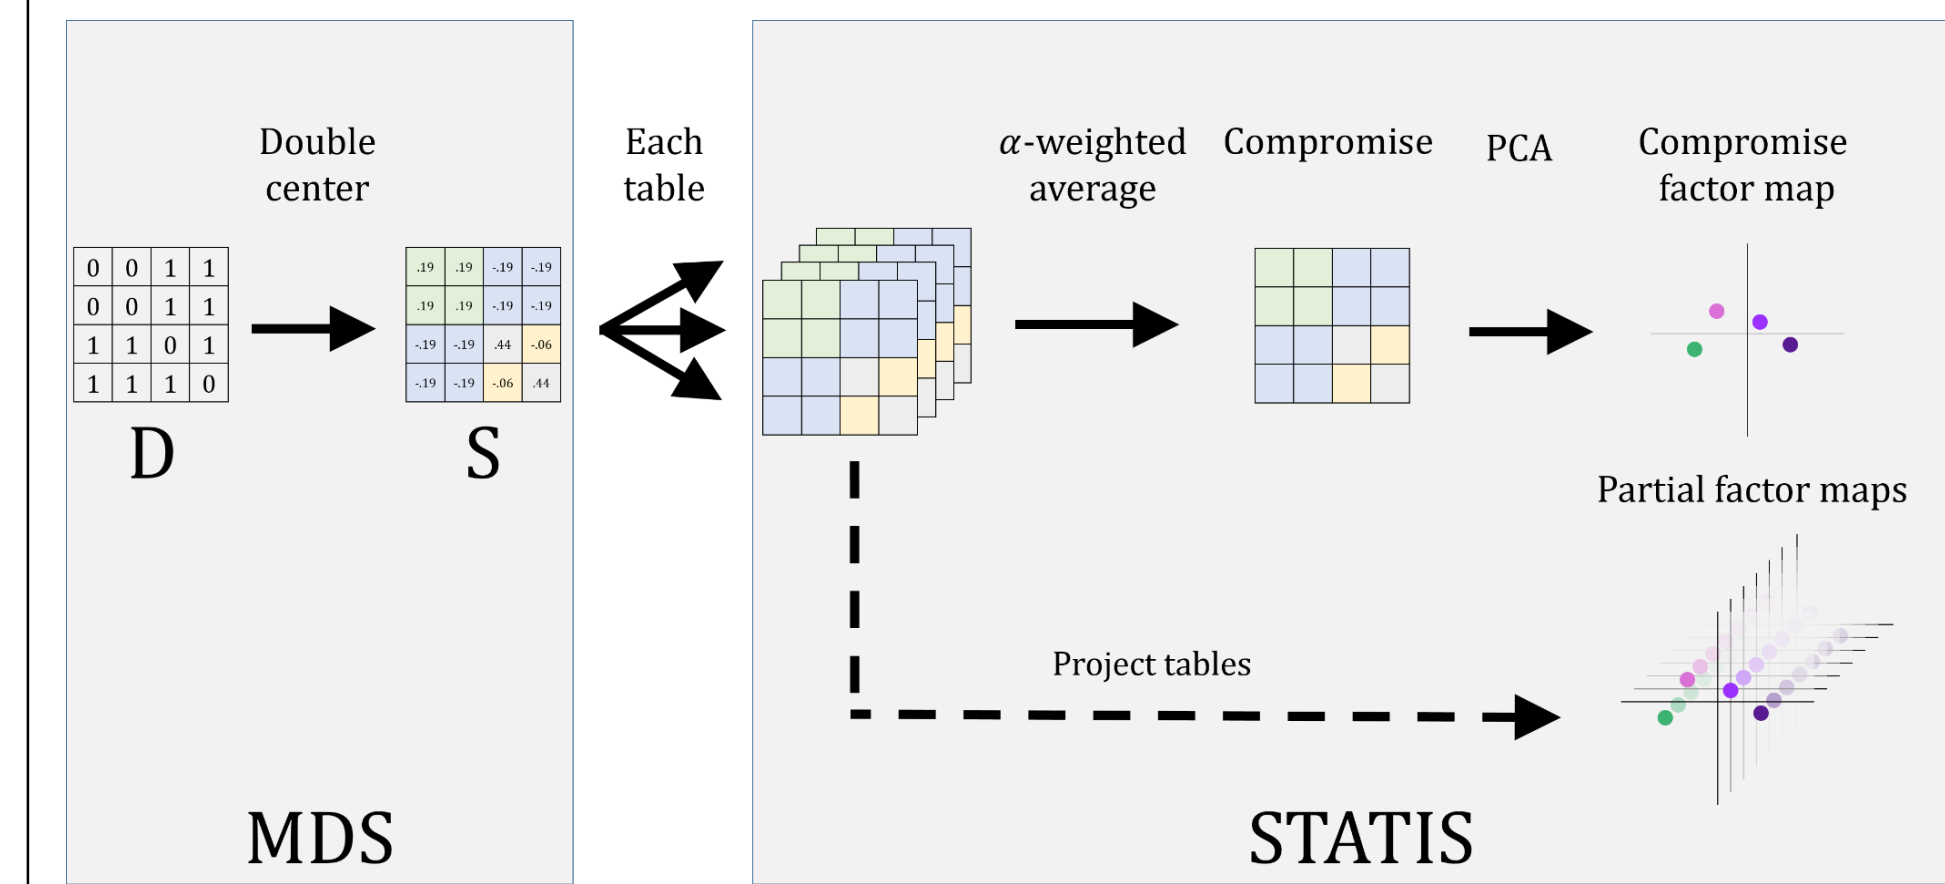 Double
center
Each
table
α-weighted
average
Compromise
PCA
Compromise
factor map
0 0 1 1
0 0 1 1
1 1 0 1
1 1 1 0
D
.19 .19 -.19 -.19
.19 .19 -.19 -.19
-.19 -.19 .44 -.06
-.19 -.19 -.06 .44
S
Partial factor maps
Project tables
MDS
STATIS